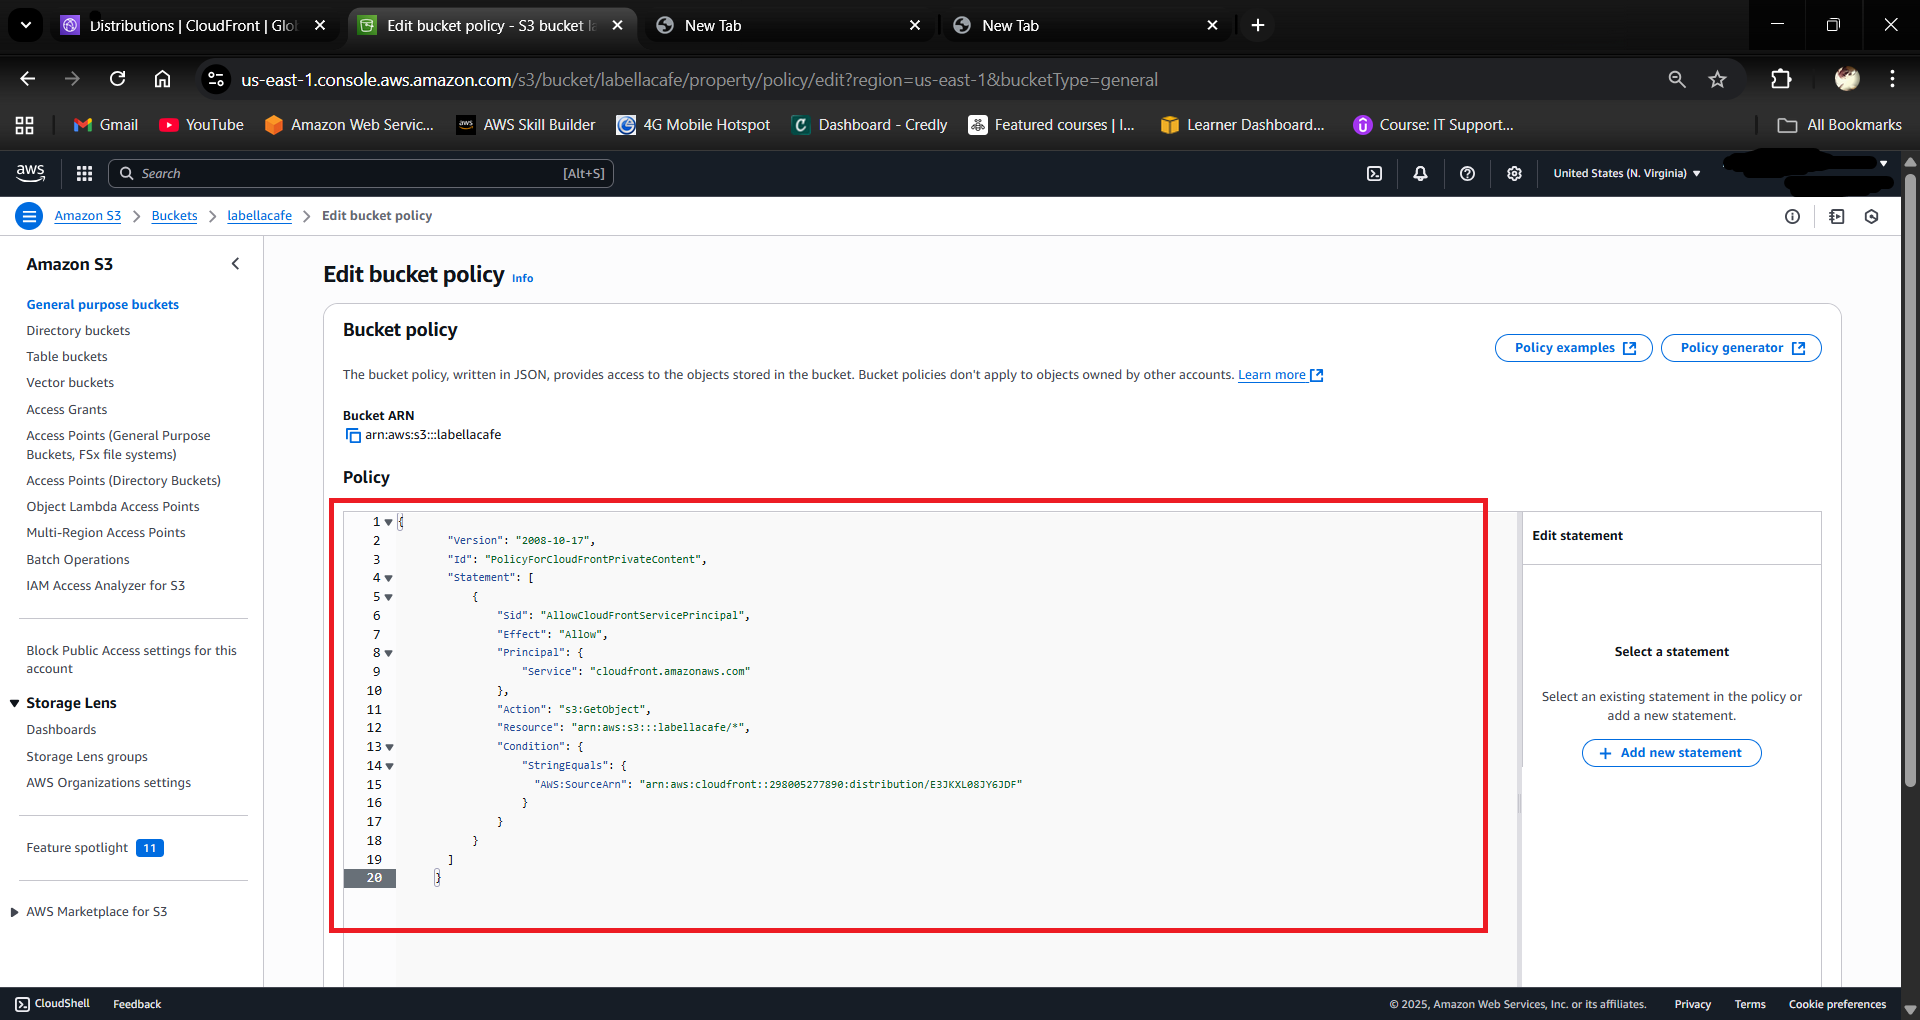 Distributions | CloudFront | Glo
Edit bucket policy - S3 bucket la
New Tab
New Tab
us-east-1.console.aws.amazon.com/s3/bucket/labellacafe/property/policy/edit?region=us-east-1&bucketType=general
Gmail
YouTube
Amazon Web Servic...
aws
AWS Skill Builder
4G Mobile Hotspot
Dashboard - Credly
Featured courses | I...
Learner Dashboard...
Course: IT Support...
All Bookmarks
aws
Search
[Alt+S]
United States (N. Virginia)
Amazon S3
Buckets
labellacafe
Edit bucket policy
Amazon S3
General purpose buckets
Directory buckets
Table buckets
Vector buckets
Access Grants
Access Points (General Purpose
Buckets, FSx file systems)
Access Points (Directory Buckets)
Object Lambda Access Points
Multi-Region Access Points
Batch Operations
IAM Access Analyzer for S3
Block Public Access settings for this
account
Storage Lens
Dashboards
Storage Lens groups
AWS Organizations settings
Feature spotlight 11
AWS Marketplace for S3
Edit bucket policy Info
Bucket policy
Policy examples
Policy generator
The bucket policy, written in JSON, provides access to the objects stored in the bucket. Bucket policies don't apply to objects owned by other accounts. Learn more
Bucket ARN
arn:aws:s3:::labellacafe
Policy
1 {
2 "Version": "2008-10-17",
3 "Id": "PolicyForCloudFrontPrivateContent",
4 "Statement": [
5 {
6 "Sid": "AllowCloudFrontServicePrincipal",
7 "Effect": "Allow",
8 "Principal": {
9 "Service": "cloudfront.amazonaws.com"
10 },
11 "Action": "s3:GetObject",
12 "Resource": "arn:aws:s3:::labellacafe/*",
13 "Condition": {
14 "StringEquals": {
15 "AWS:SourceArn": "arn:aws:cloudfront::298005277890:distribution/E3JKXL08JY6JDF"
16 }
17 }
18 }
19 ]
20 }
Edit statement
Select a statement
Select an existing statement in the policy or
add a new statement.
Add new statement
CloudShell
Feedback
© 2025, Amazon Web Services, Inc. or its affiliates.
Privacy
Terms
Cookie preferences